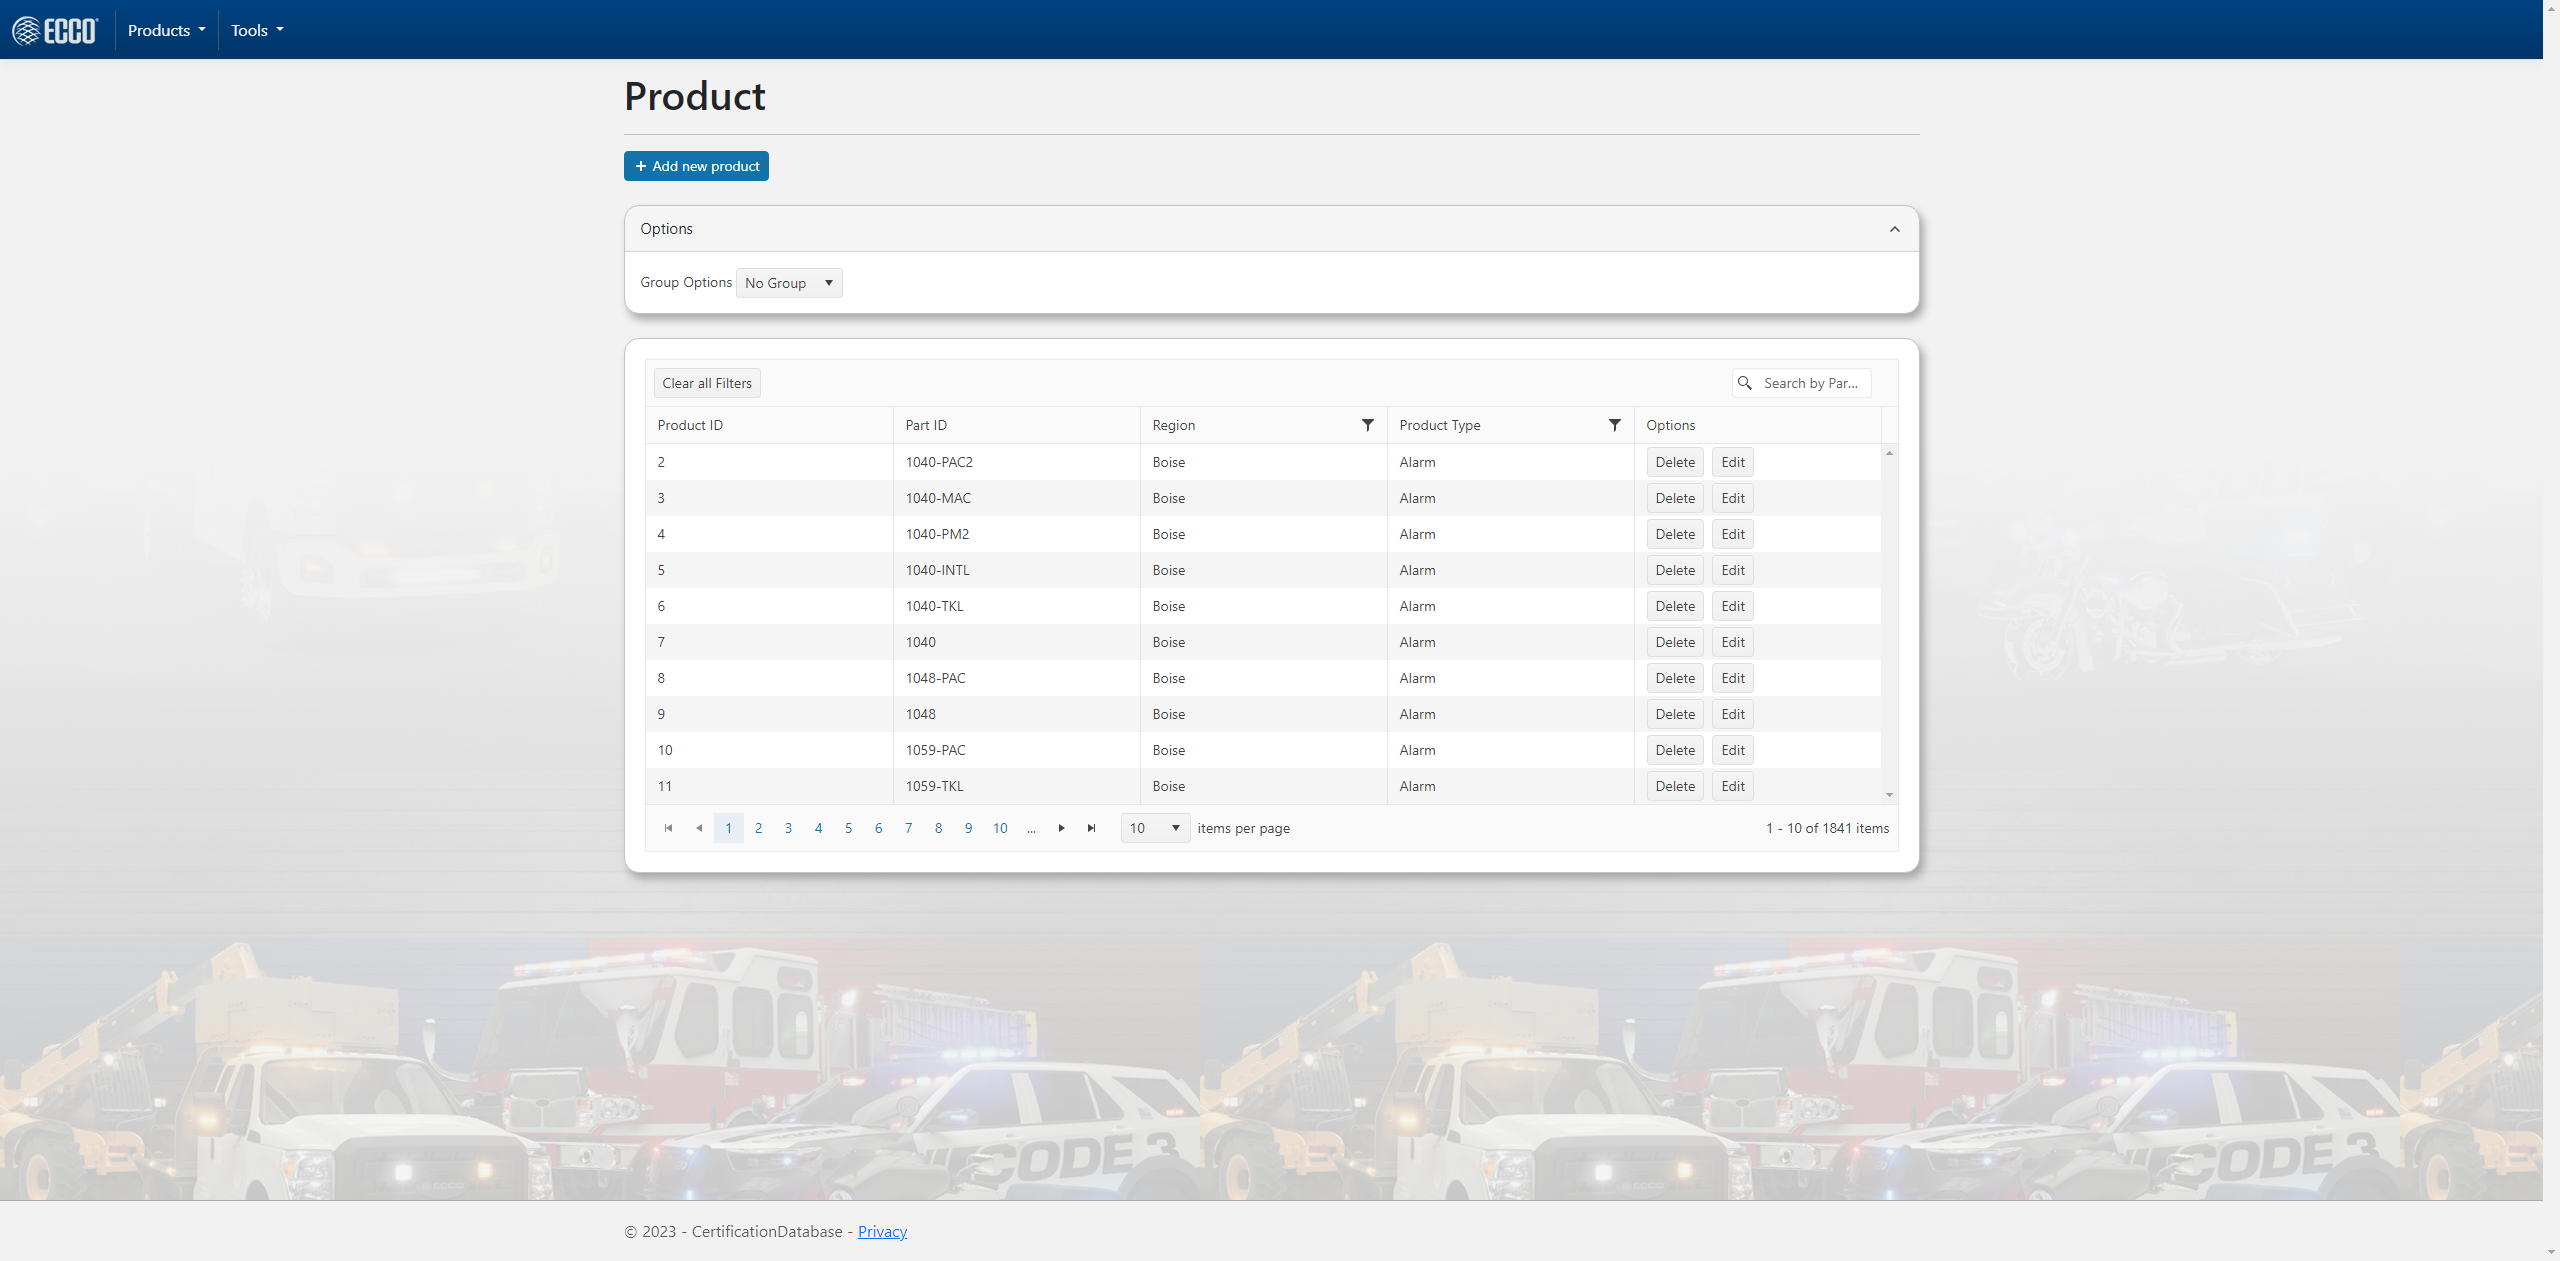 ECCO Products Tools
Product
+ Add new product
Options
Group Options No Group
Clear all Filters Search by Par...
Product ID Part ID Region Product Type Options
2 1040-PAC2 Boise Alarm Delete Edit
3 1040-MAC Boise Alarm Delete Edit
4 1040-PM2 Boise Alarm Delete Edit
5 1040-INTL Boise Alarm Delete Edit
6 1040-TKL Boise Alarm Delete Edit
7 1040 Boise Alarm Delete Edit
8 1048-PAC Boise Alarm Delete Edit
9 1048 Boise Alarm Delete Edit
10 1059-PAC Boise Alarm Delete Edit
11 1059-TKL Boise Alarm Delete Edit
1 2 3 4 5 6 7 8 9 10 ... 10 items per page 1 - 10 of 1841 items
CODE 3 CODE 3
ECCO ECCO
© 2023 - CertificationDatabase - Privacy